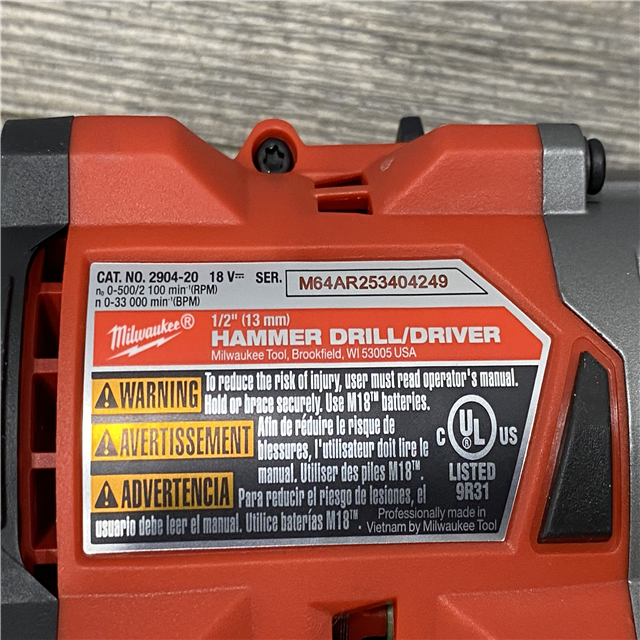 CAT. NO. 2904-20 18 V⎓ SER. M64AR253404249
n₀ 0-500/2 100 min⁻¹(RPM)
n 0-33 000 min⁻¹(BPM)
Milwaukee®
1/2" (13 mm)
HAMMER DRILL/DRIVER
Milwaukee Tool, Brookfield, WI 53005 USA
WARNING To reduce the risk of injury, user must read operator's manual.
Hold or brace securely. Use M18™ batteries.
AVERTISSEMENT Afin de réduire le risque de
blessures, l'utilisateur doit lire le
manual. Utiliser des piles M18™.
ADVERTENCIA Para reducir el riesgo de lesiones, el
usuario debe leer el manual. Utilice baterías M18™.
C UL US
LISTED
9R31
Professionally made in
Vietnam by Milwaukee Tool